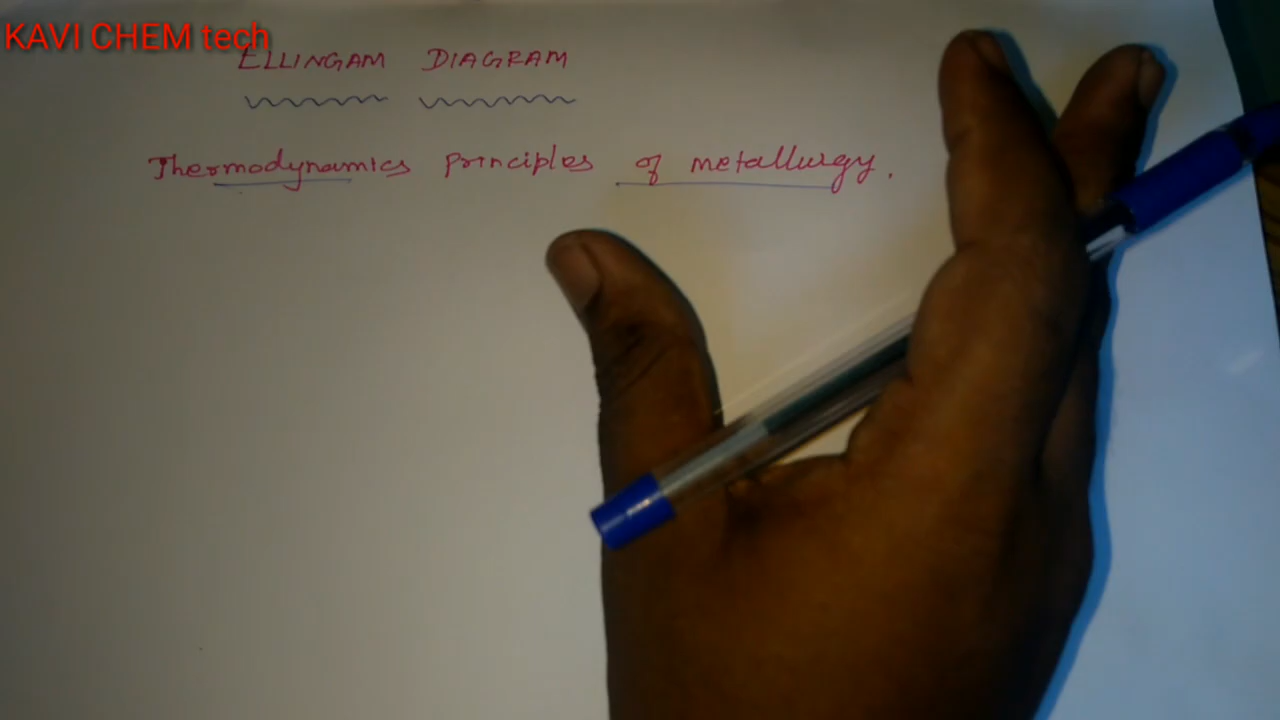 KAVI CHEM tech
ELLINGAM DIAGRAM
Thermodynamics principles of metallurgy.